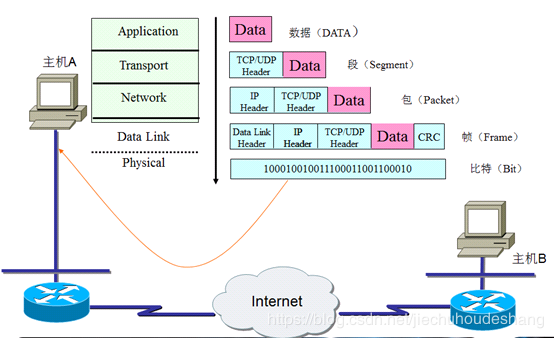 主机A
Application
Transport
Network
Data Link
Physical
Data
数据（DATA）
TCP/UDP
Header
Data
段（Segment）
IP
Header
TCP/UDP
Header
Data
包（Packet）
Data Link
Header
IP
Header
TCP/UDP
Header
Data
CRC
帧（Frame）
100010010011100011001100010
比特（Bit）
主机B
Internet
https://blog.csdn.net/jiechuhoudeshang